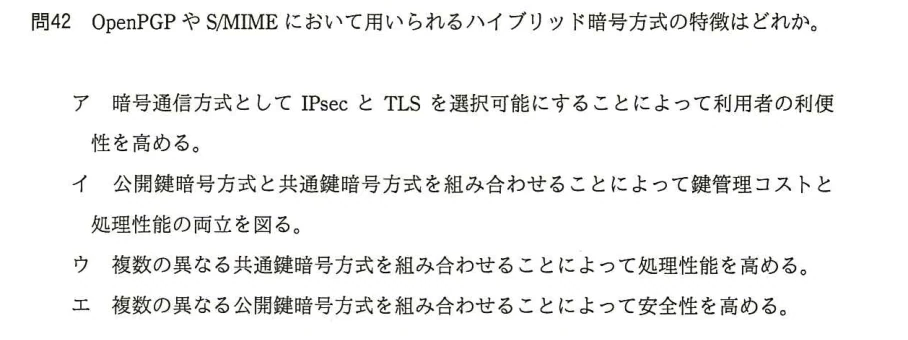 問42 OpenPGP や S/MIME において用いられるハイブリッド暗号方式の特徴はどれか。
ア 暗号通信方式として IPsec と TLS を選択可能にすることによって利用者の利便
性を高める。
イ 公開鍵暗号方式と共通鍵暗号方式を組み合わせることによって鍵管理コストと
処理性能の両立を図る。
ウ 複数の異なる共通鍵暗号方式を組み合わせることによって処理性能を高める。
エ 複数の異なる公開鍵暗号方式を組み合わせることによって安全性を高める。